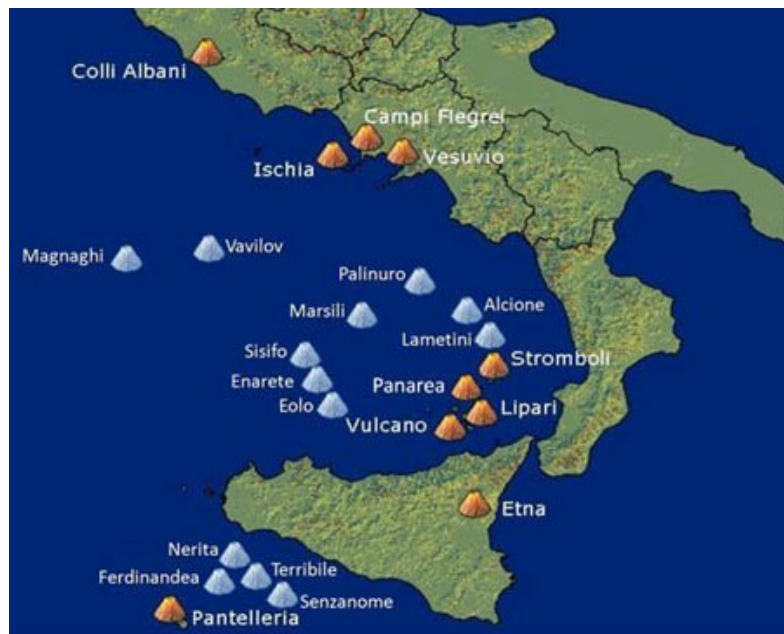 Colli Albani
Campi Flegrei
Ischia
Vesuvio
Magnaghi
Vavilov
Palinuro
Marsili
Alcione
Lametini
Sisifo
Stromboli
Enarete
Panarea
Eolo
Lipari
Vulcano
Etna
Nerita
Ferdinandea
Terribile
Senzanome
Pantelleria